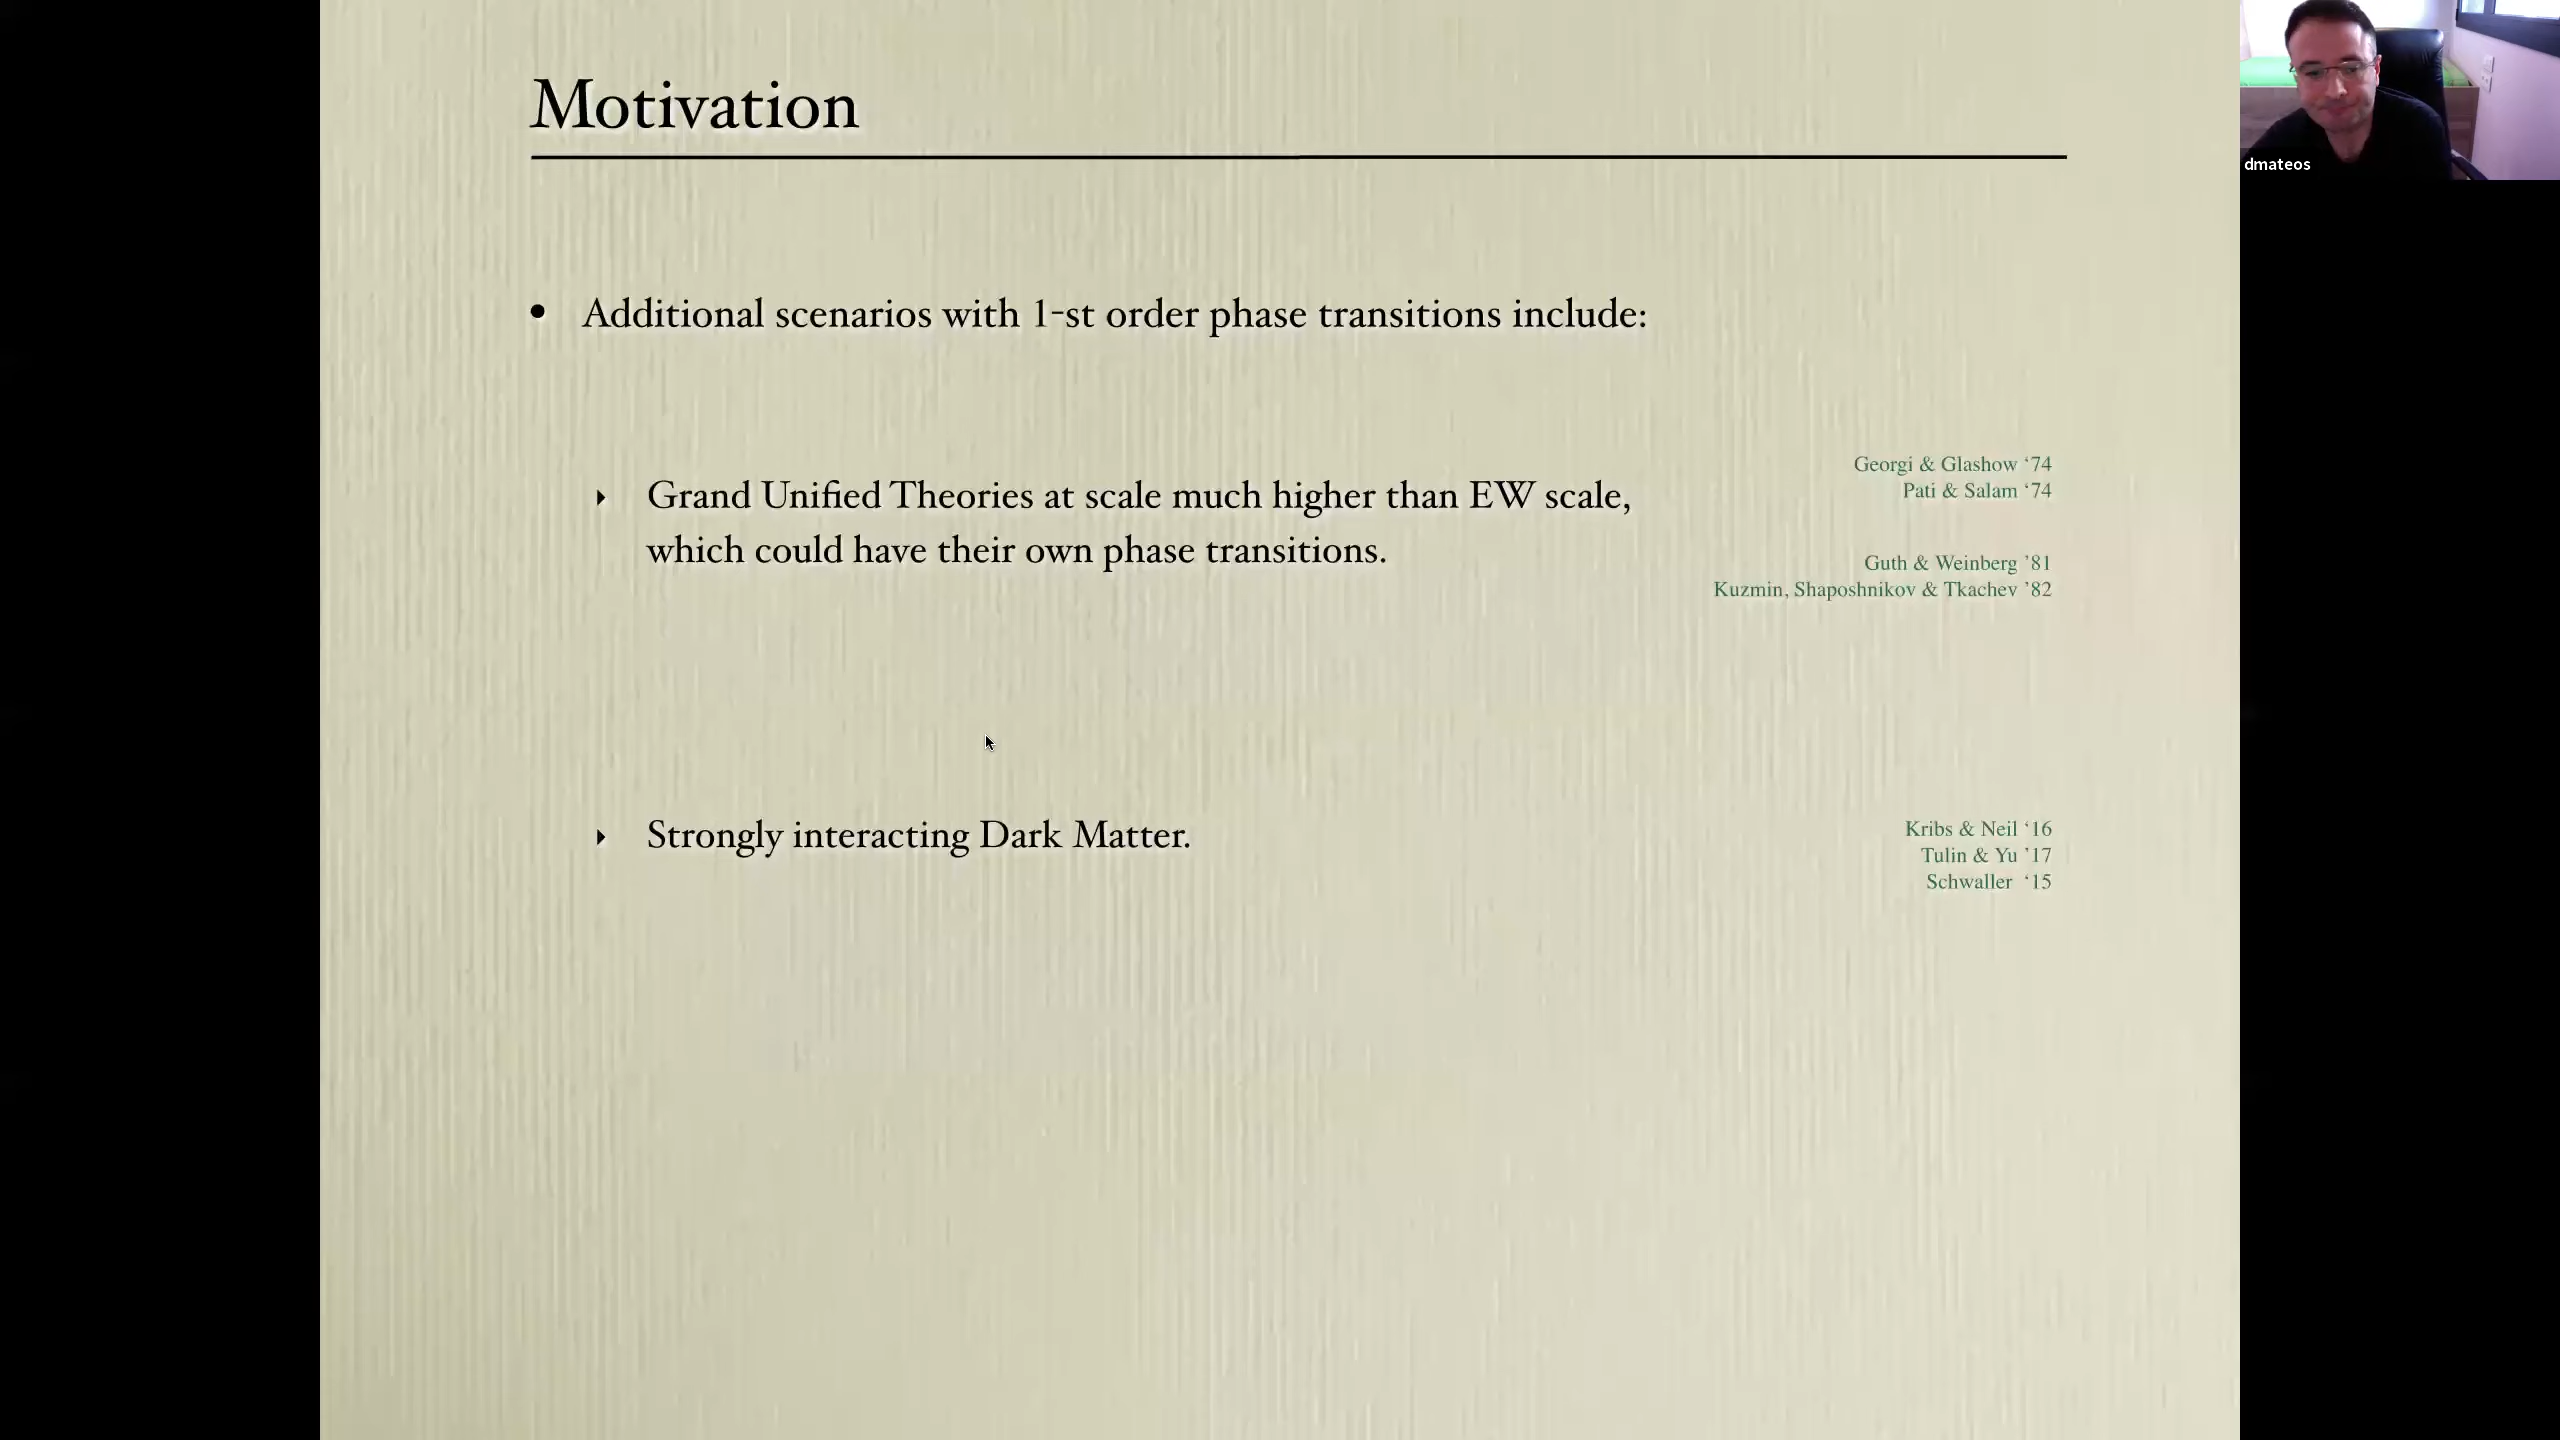 Motivation
dmateos
• Additional scenarios with 1-st order phase transitions include:
Georgi & Glashow ‘74
‣ Grand Unified Theories at scale much higher than EW scale,
Pati & Salam ‘74
which could have their own phase transitions.
Guth & Weinberg ’81
Kuzmin, Shaposhnikov & Tkachev ’82
‣ Strongly interacting Dark Matter.
Kribs & Neil ‘16
Tulin & Yu ’17
Schwaller ‘15